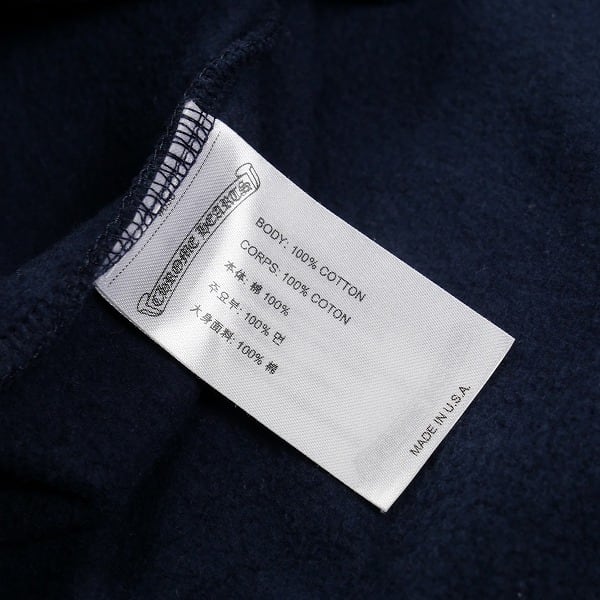 CHROME HEARTS
BODY: 100% COTTON
CORPS: 100% COTON
本体: 棉 100%
주요부: 100% 면
大身面料: 100% 棉
MADE IN U.S.A.